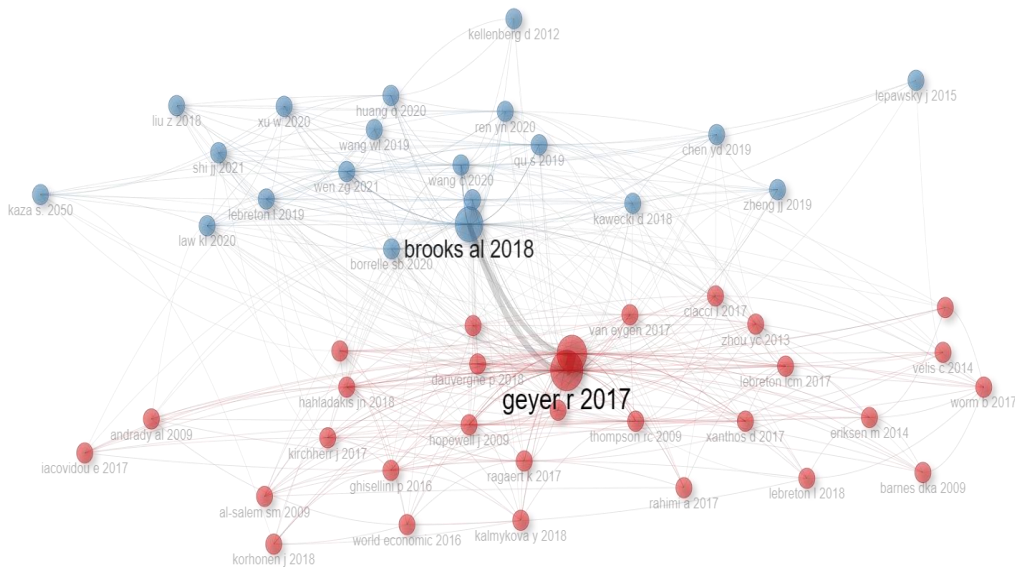 kellenberg d 2012
lepawsky j 2015
huang q 2020
liu z 2018
xu w 2020
ren yn 2020
wang wl 2019
chen yd 2019
qu s 2019
shi jj 2021
wang c 2020
wen zg 2021
kaza s. 2050
lebreton l 2019
zheng jj 2019
kawecki d 2018
law kl 2020
brooks al 2018
borrelle sb 2020
ciacci l 2017
van eygen 2017
zhou yc 2013
velis c 2014
dauvergne p 2018
lebreton lcm 2017
hahladakis jn 2018
geyer r 2017
worm b 2017
andrady al 2009
hopewell j 2009
thompson rc 2009
xanthos d 2017
eriksen m 2014
kirchherr j 2017
iacovidou e 2017
ragaert k 2017
ghisellini p 2016
barnes dka 2009
lebreton l 2018
rahimi a 2017
al-salem sm 2009
world economic 2016
kalmykova y 2018
korhonen j 2018